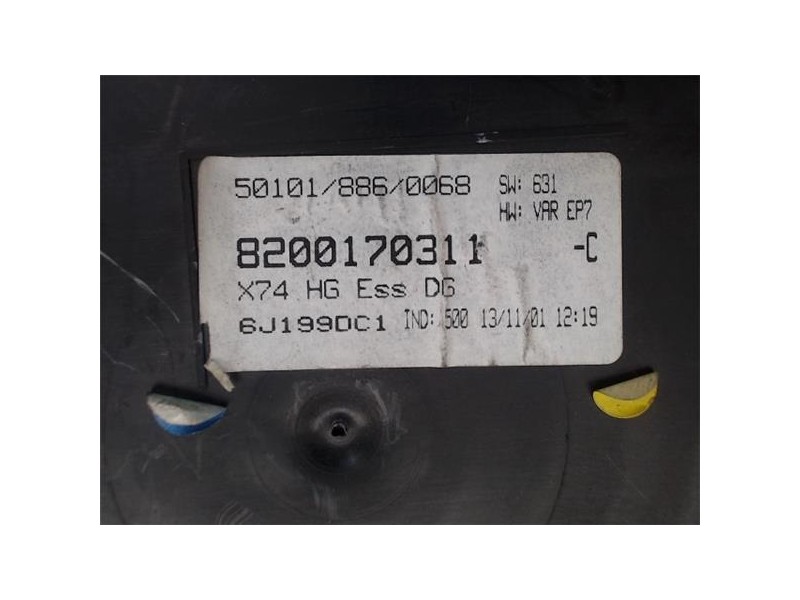 50101/886/0068
SW: 631
HW: VAR EP7
8200170311 -C
X74 HG Ess DG
6J199DC1 IND: 500 13/11/01 12:19